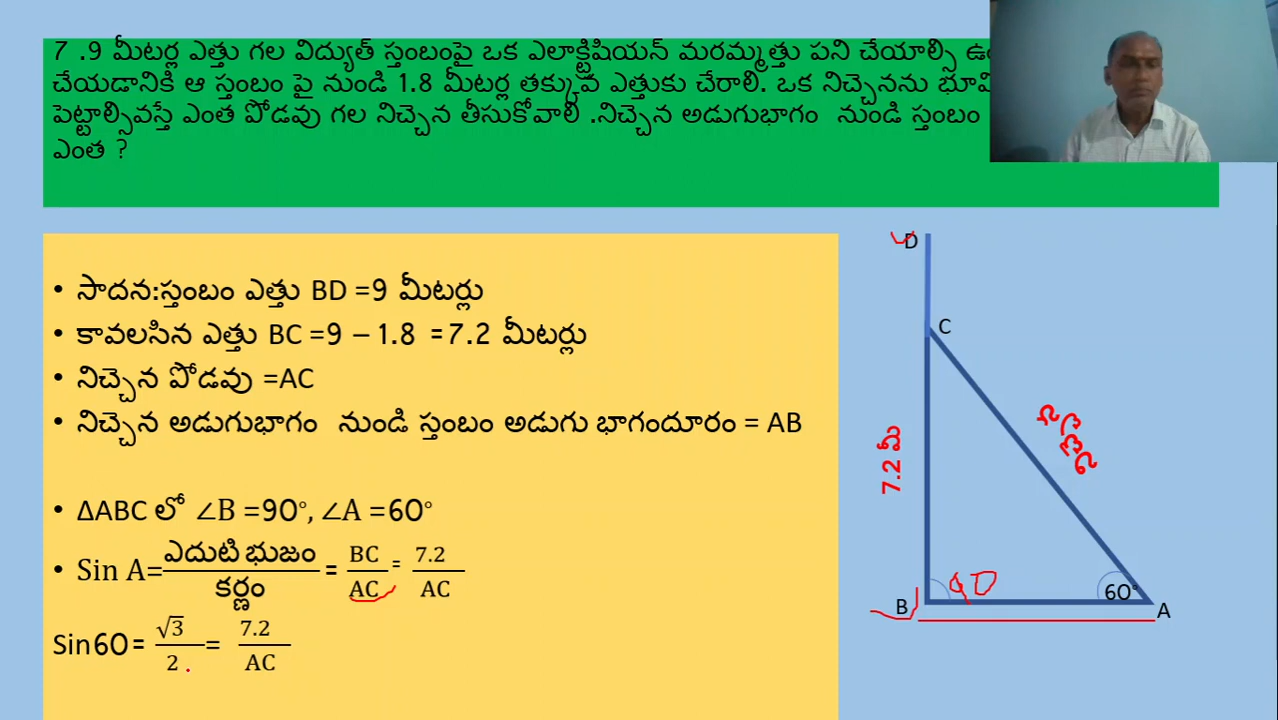 7 .9 మీటర్ల ఎత్తు గల విద్యుత్ స్తంబంపై ఒక ఎలాక్ట్రిషియన్ మరమ్మత్తు పని చేయాల్సి
చేయడానికి ఆ స్తంబం పై నుండి 1.8 మీటర్ల తక్కువ ఎత్తుకు చేరాలి. ఒక నిచ్చెనను
పెట్టాల్సివస్తే ఎంత పోడవు గల నిచ్చెన తీసుకోవాలి .నిచ్చెన అడుగుభాగం నుండి స్తంబం
ఎంత ?
• సాదన:స్తంబం ఎత్తు BD =9 మీటర్లు
• కావలసిన ఎత్తు BC =9 – 1.8 =7.2 మీటర్లు
• నిచ్చెన పోడవు =AC
• నిచ్చెన అడుగుభాగం నుండి స్తంబం అడుగు భాగందూరం = AB
• ΔABC లో ∠B =90°, ∠A =60°
• Sin A=ఎదుటి భుజం/కర్ణం = BC/AC = 7.2/AC
Sin60 = √3/2 = 7.2/AC
D
C
7.2 మీ
నిచ్చెన
B
90
60°
A